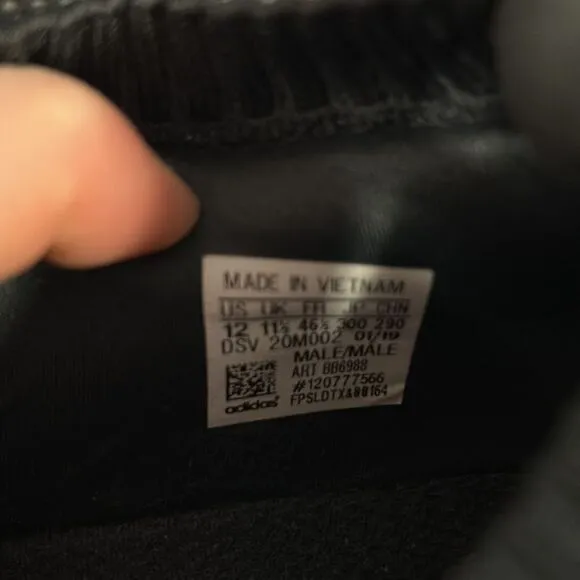 MADE IN VIETNAM
US UK FR JP CHN
12 11½ 46⅔ 300 290
DSV 20M002 01/19
MALE/MALE
ART BB6988
#120777566
adidas